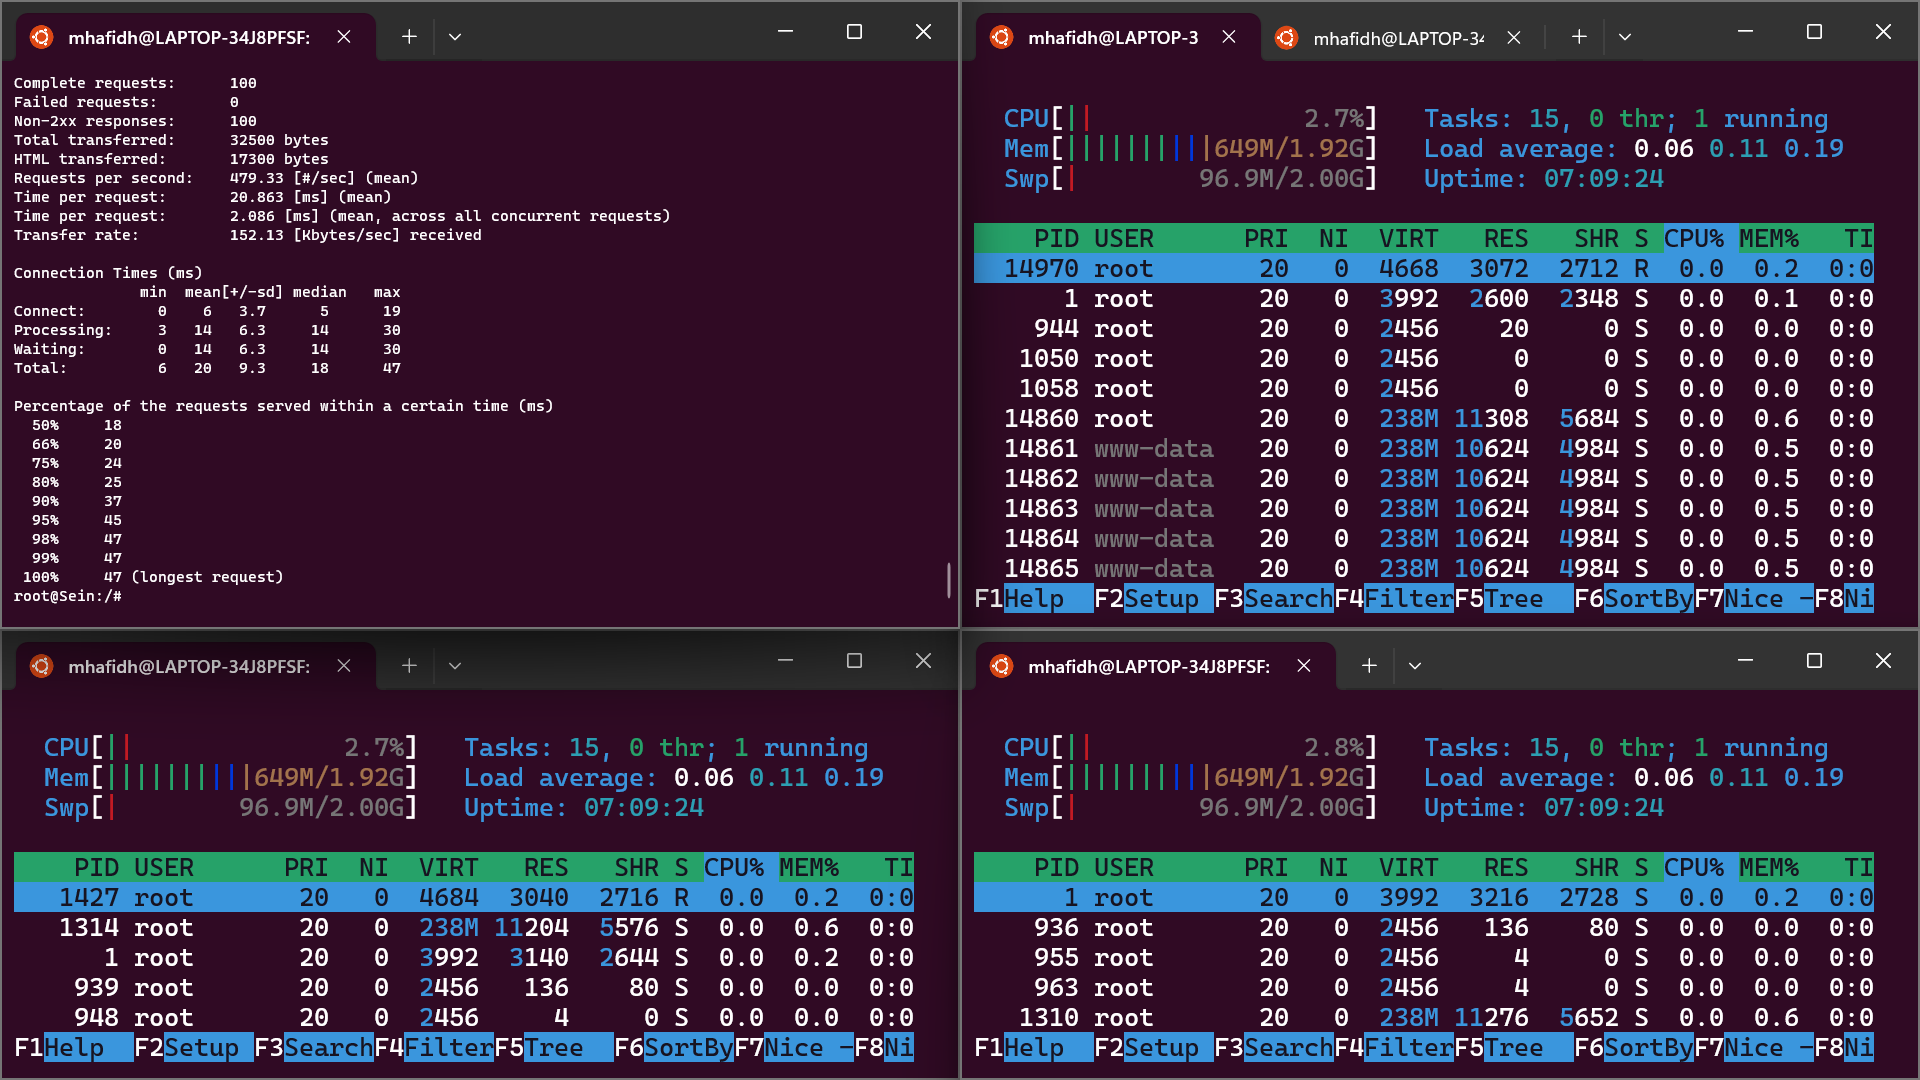 mhafidh@LAPTOP-34J8PFSF:
Complete requests: 100
Failed requests: 0
Non-2xx responses: 100
Total transferred: 32500 bytes
HTML transferred: 17300 bytes
Requests per second: 479.33 [#/sec] (mean)
Time per request: 20.863 [ms] (mean)
Time per request: 2.086 [ms] (mean, across all concurrent requests)
Transfer rate: 152.13 [Kbytes/sec] received
Connection Times (ms)
min mean[+/-sd] median max
Connect: 0 6 3.7 5 19
Processing: 3 14 6.3 14 30
Waiting: 0 14 6.3 14 30
Total: 6 20 9.3 18 47
Percentage of the requests served within a certain time (ms)
50% 18
66% 20
75% 24
80% 25
90% 37
95% 45
98% 47
99% 47
100% 47 (longest request)
root@Sein:/#
mhafidh@LAPTOP-3 mhafidh@LAPTOP-34
CPU[|| 2.7%] Tasks: 15, 0 thr; 1 running
Mem[||||||||||649M/1.92G] Load average: 0.06 0.11 0.19
Swp[| 96.9M/2.00G] Uptime: 07:09:24
PID USER PRI NI VIRT RES SHR S CPU% MEM% TI
14970 root 20 0 4668 3072 2712 R 0.0 0.2 0:0
1 root 20 0 3992 2600 2348 S 0.0 0.1 0:0
944 root 20 0 2456 20 0 S 0.0 0.0 0:0
1050 root 20 0 2456 0 0 S 0.0 0.0 0:0
1058 root 20 0 2456 0 0 S 0.0 0.0 0:0
14860 root 20 0 238M 11308 5684 S 0.0 0.6 0:0
14861 www-data 20 0 238M 10624 4984 S 0.0 0.5 0:0
14862 www-data 20 0 238M 10624 4984 S 0.0 0.5 0:0
14863 www-data 20 0 238M 10624 4984 S 0.0 0.5 0:0
14864 www-data 20 0 238M 10624 4984 S 0.0 0.5 0:0
14865 www-data 20 0 238M 10624 4984 S 0.0 0.5 0:0
F1Help F2Setup F3SearchF4FilterF5Tree F6SortByF7Nice -F8Ni
mhafidh@LAPTOP-34J8PFSF:
CPU[|| 2.7%] Tasks: 15, 0 thr; 1 running
Mem[||||||||||649M/1.92G] Load average: 0.06 0.11 0.19
Swp[| 96.9M/2.00G] Uptime: 07:09:24
PID USER PRI NI VIRT RES SHR S CPU% MEM% TI
1427 root 20 0 4684 3040 2716 R 0.0 0.2 0:0
1314 root 20 0 238M 11204 5576 S 0.0 0.6 0:0
1 root 20 0 3992 3140 2644 S 0.0 0.2 0:0
939 root 20 0 2456 136 80 S 0.0 0.0 0:0
948 root 20 0 2456 4 0 S 0.0 0.0 0:0
F1Help F2Setup F3SearchF4FilterF5Tree F6SortByF7Nice -F8Ni
mhafidh@LAPTOP-34J8PFSF:
CPU[|| 2.8%] Tasks: 15, 0 thr; 1 running
Mem[||||||||||649M/1.92G] Load average: 0.06 0.11 0.19
Swp[| 96.9M/2.00G] Uptime: 07:09:24
PID USER PRI NI VIRT RES SHR S CPU% MEM% TI
1 root 20 0 3992 3216 2728 S 0.0 0.2 0:0
936 root 20 0 2456 136 80 S 0.0 0.0 0:0
955 root 20 0 2456 4 0 S 0.0 0.0 0:0
963 root 20 0 2456 4 0 S 0.0 0.0 0:0
1310 root 20 0 238M 11276 5652 S 0.0 0.6 0:0
F1Help F2Setup F3SearchF4FilterF5Tree F6SortByF7Nice -F8Ni